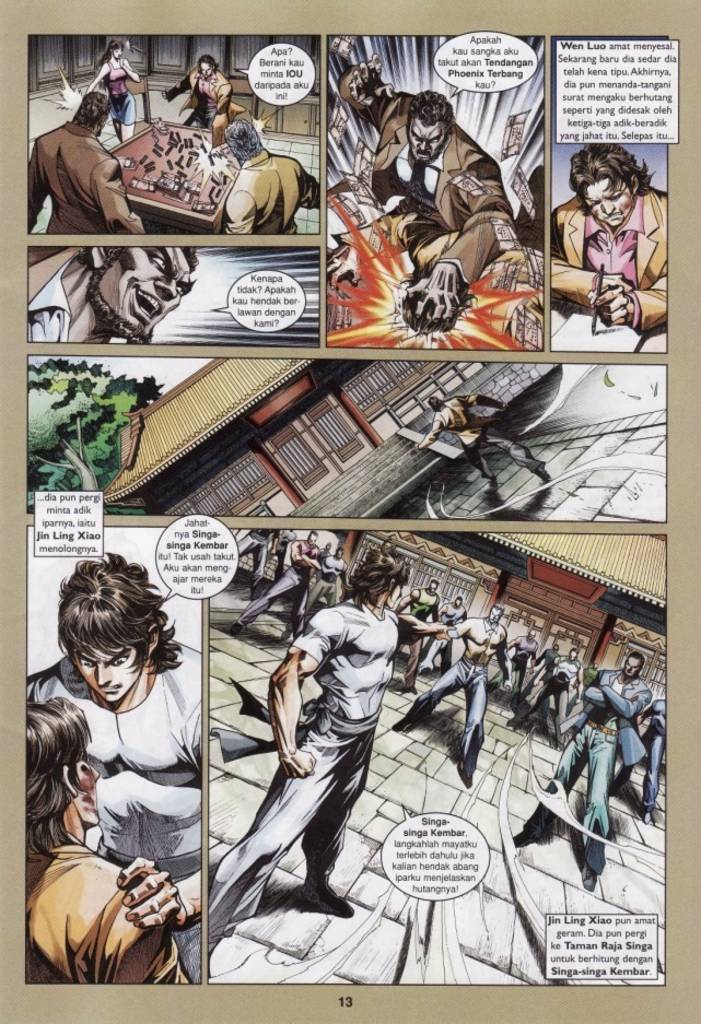 Apa?
Berani kau
minta IOU
daripada aku
ini!
Apakah
kau sangka aku
takut akan Tendangan
Phoenix Terbang
kau?
Wen Luo amat menyesal.
Sekarang baru dia sedar dia
telah kena tipu. Akhirnya,
dia pun menanda-tangani
surat mengaku berhutang
seperti yang didesak oleh
ketiga-tiga adik-beradik
yang jahat itu. Selepas itu...
Kenapa
tidak? Apakah
kau hendak ber-
lawan dengan
kami?
...dia pun pergi
minta adik
iparnya, iaitu
Jin Ling Xiao
menolongnya.
Jahat-
nya Singa-
singa Kembar
itu! Tak usah takut.
Aku akan meng-
ajar mereka
itu!
Singa-
singa Kembar,
langkahlah mayatku
terlebih dahulu jika
kalian hendak abang
iparku menjelaskan
hutangnya!
Jin Ling Xiao pun amat
geram. Dia pun pergi
ke Taman Raja Singa
untuk berhitung dengan
Singa-singa Kembar.
13